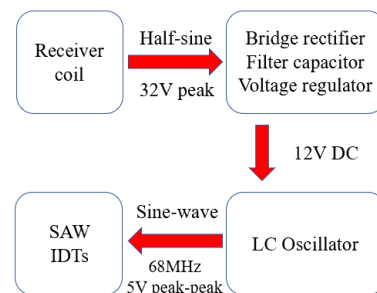 Receiver
coil
Half-sine
32V peak
Bridge rectifier
Filter capacitor
Voltage regulator
12V DC
LC Oscillator
Sine-wave
68MHz
5V peak-peak
SAW
IDTs